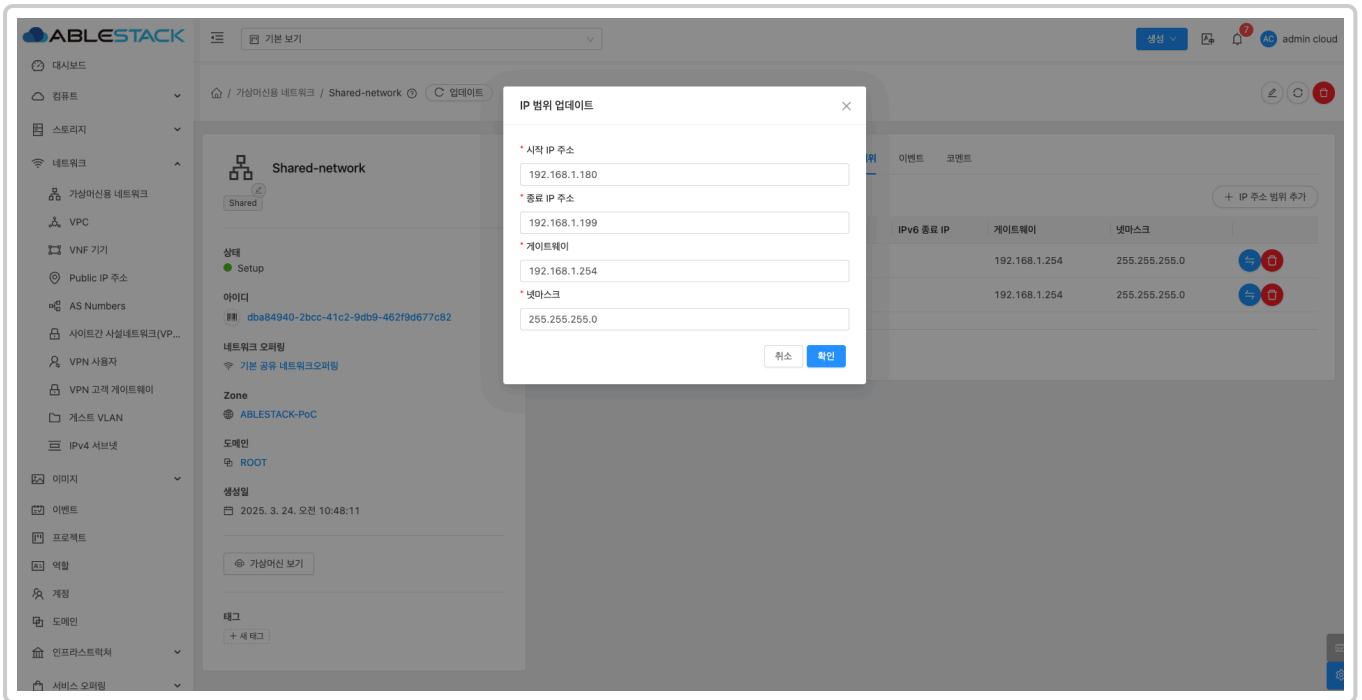 ABLESTACK
기본 보기
생성
7
AC
admin cloud
대시보드
컴퓨트
스토리지
네트워크
가상머신용 네트워크
VPC
VNF 기기
Public IP 주소
AS Numbers
사이트간 사설네트워크(VP...
VPN 사용자
VPN 고객 게이트웨이
게스트 VLAN
IPv4 서브넷
이미지
이벤트
프로젝트
역할
계정
도메인
인프라스트럭쳐
서비스 오퍼링
/ 가상머신용 네트워크 / Shared-network
업데이트
Shared-network
Shared
상태
Setup
아이디
dba84940-2bcc-41c2-9db9-462f9d677c82
네트워크 오퍼링
기본 공유 네트워크오퍼링
Zone
ABLESTACK-PoC
도메인
ROOT
생성일
2025. 3. 24. 오전 10:48:11
가상머신 보기
태그
+ 새 태그
IP 범위 업데이트
* 시작 IP 주소
192.168.1.180
* 종료 IP 주소
192.168.1.199
* 게이트웨이
192.168.1.254
* 넷마스크
255.255.255.0
취소
확인
이벤트
코멘트
+ IP 주소 범위 추가
IPv6 종료 IP
게이트웨이
넷마스크
192.168.1.254
255.255.255.0
192.168.1.254
255.255.255.0